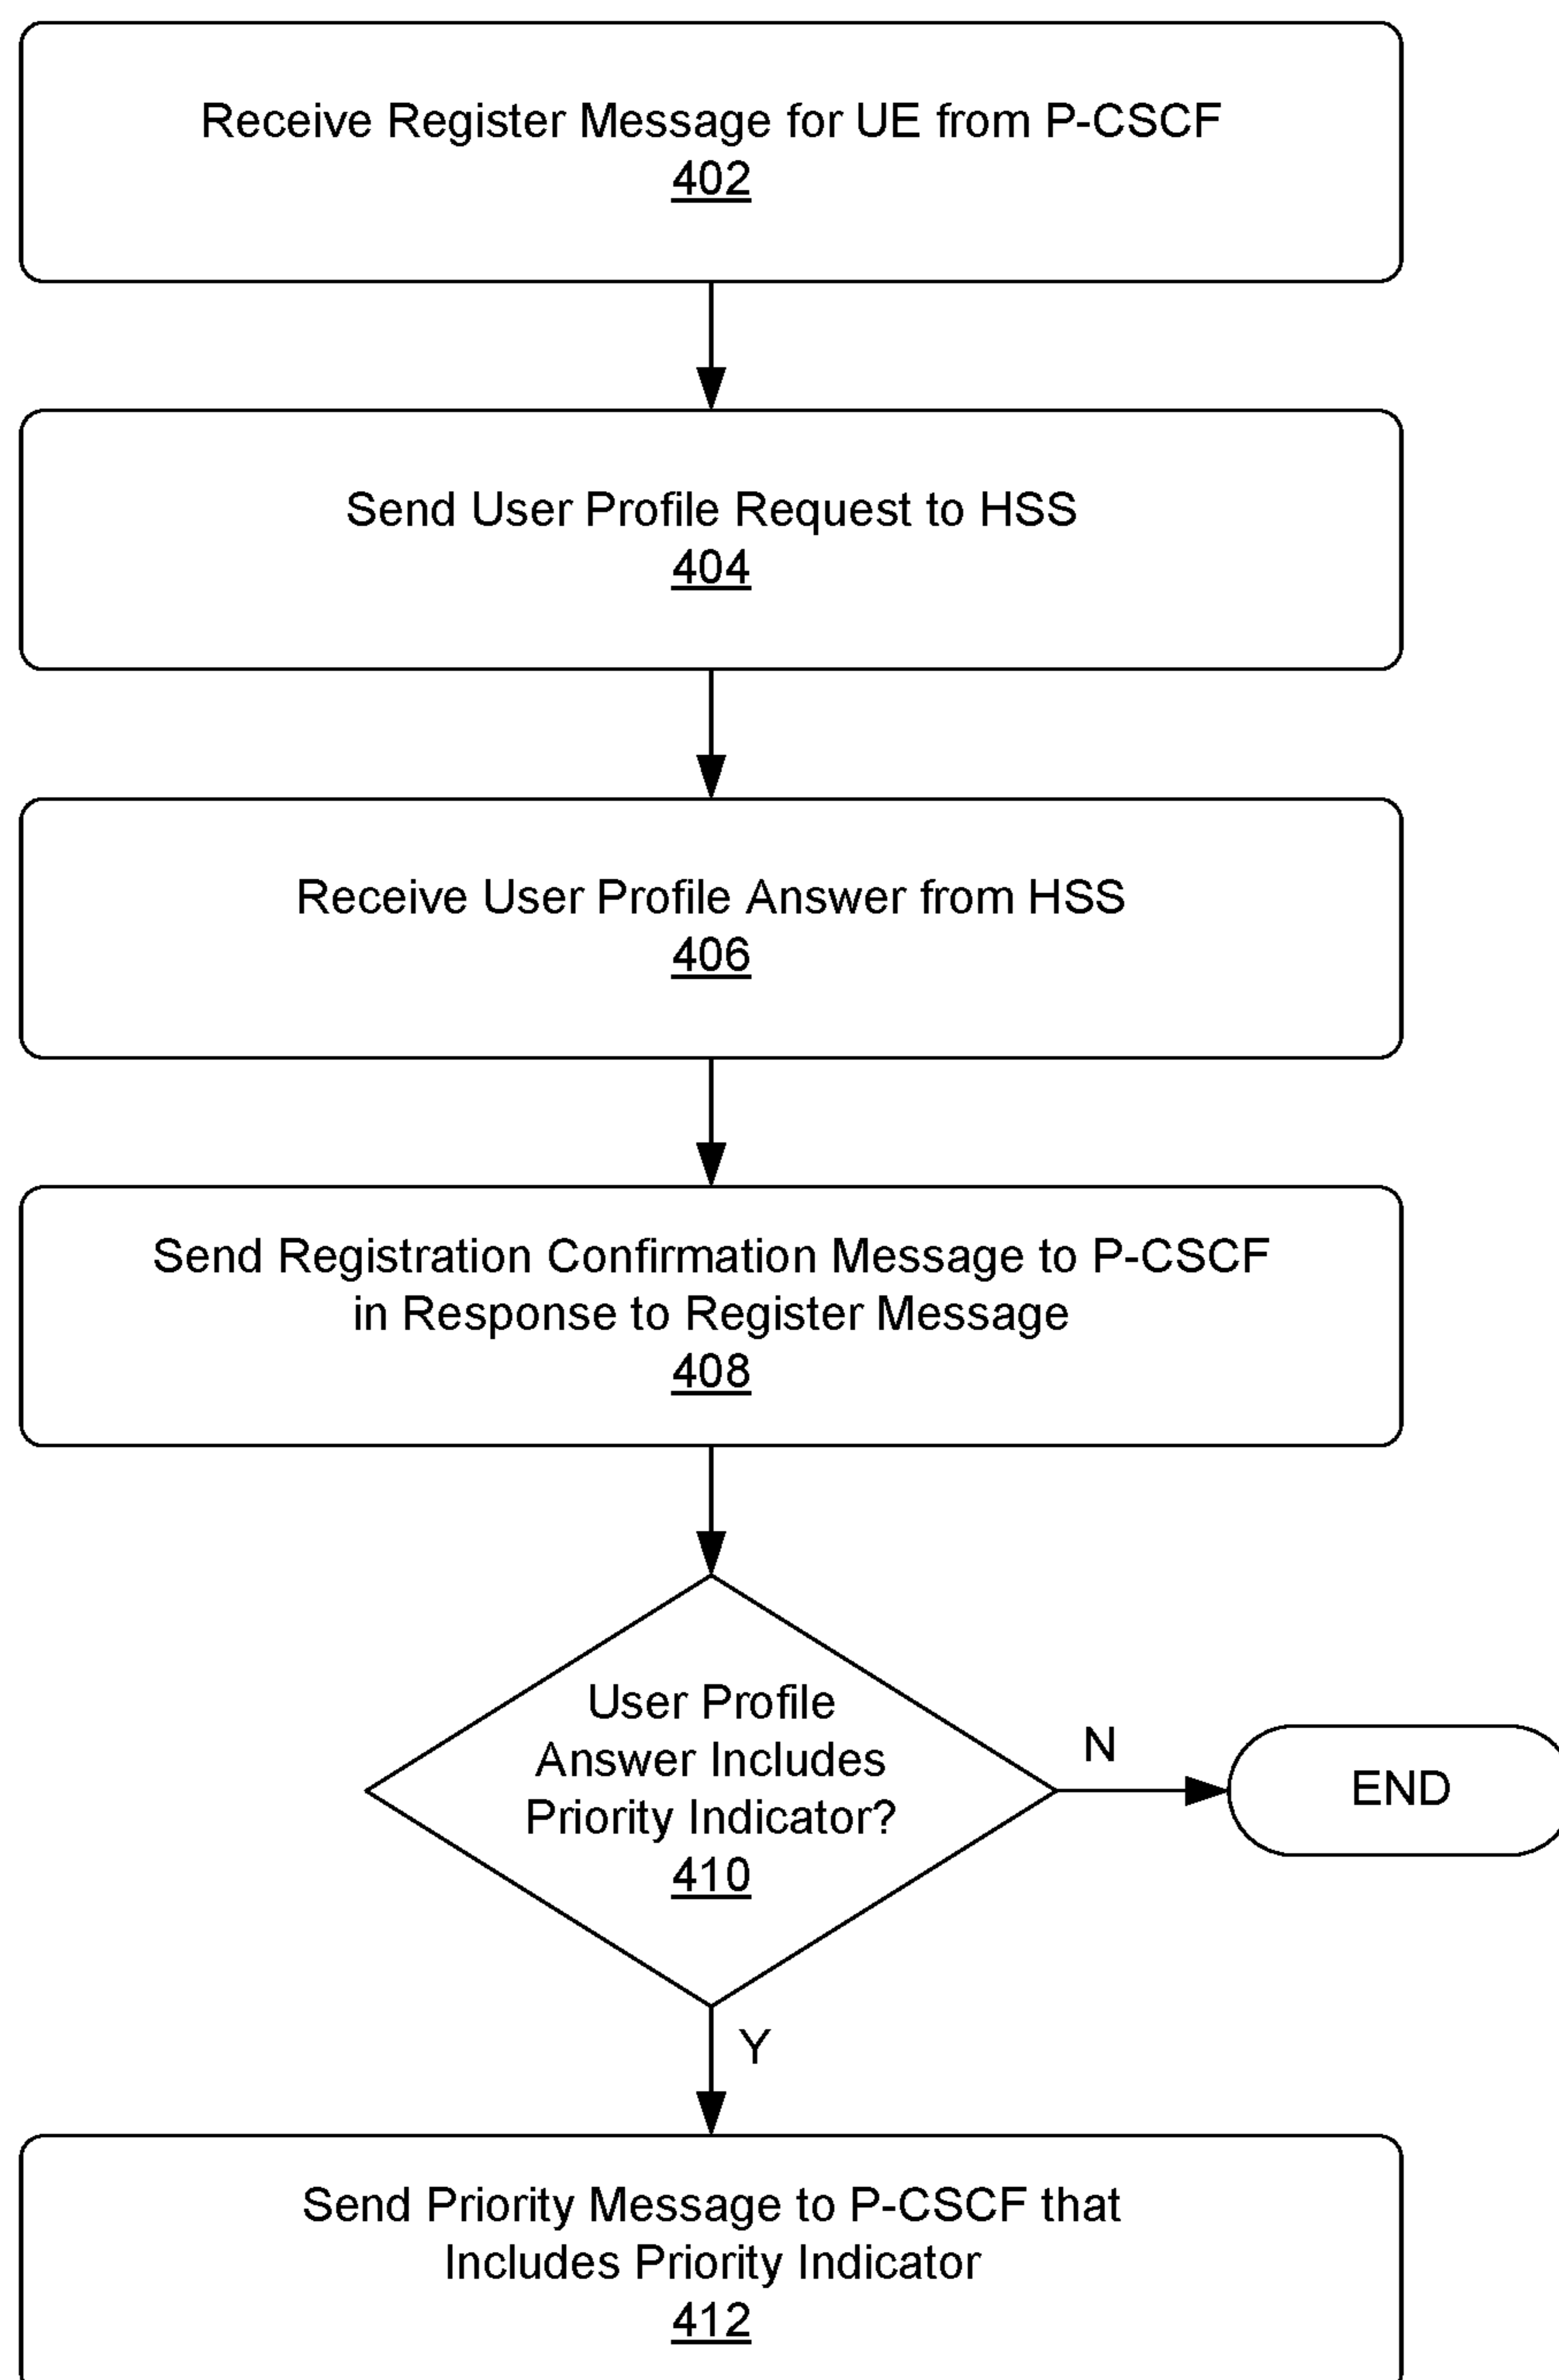 Receive Register Message for UE from P-CSCF
402
Send User Profile Request to HSS
404
Receive User Profile Answer from HSS
406
Send Registration Confirmation Message to P-CSCF
in Response to Register Message
408
User Profile
Answer Includes
Priority Indicator?
410
N
END
Y
Send Priority Message to P-CSCF that
Includes Priority Indicator
412